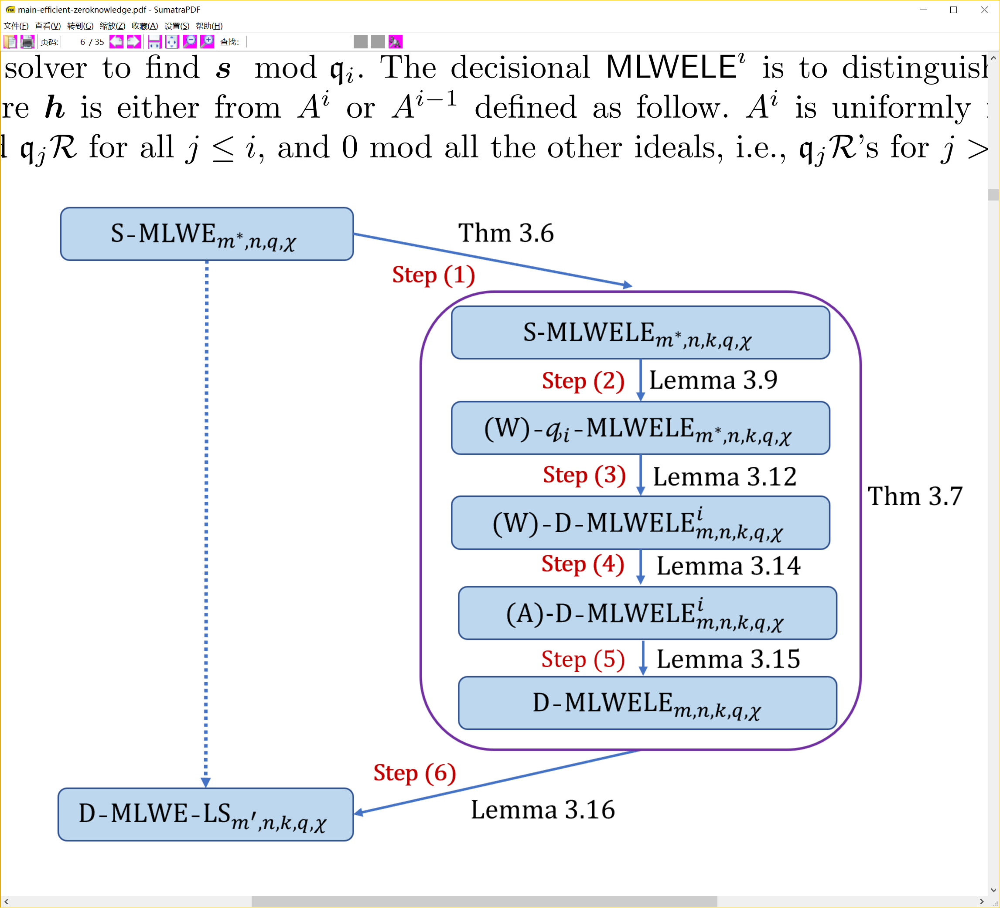 main-efficient-zeroknowledge.pdf - SumatraPDF
文件(F) 查看(V) 转到(G) 缩放(Z) 收藏(A) 设置(S) 帮助(H)
页码: 6 / 35 查找:
solver to find s mod 𝔮_i. The decisional MLWELE^i is to distinguish
re h is either from A^i or A^{i−1} defined as follow. A^i is uniformly
𝔮_jℛ for all j ≤ i, and 0 mod all the other ideals, i.e., 𝔮_jℛ's for j >
S-MLWE_{m*,n,q,χ}
Thm 3.6
Step (1)
S-MLWELE_{m*,n,k,q,χ}
Step (2) Lemma 3.9
(W)-𝓆_i-MLWELE_{m*,n,k,q,χ}
Step (3) Lemma 3.12
Thm 3.7
(W)-D-MLWELE^i_{m,n,k,q,χ}
Step (4) Lemma 3.14
(A)-D-MLWELE^i_{m,n,k,q,χ}
Step (5) Lemma 3.15
D-MLWELE_{m,n,k,q,χ}
Step (6)
Lemma 3.16
D-MLWE-LS_{m′,n,k,q,χ}